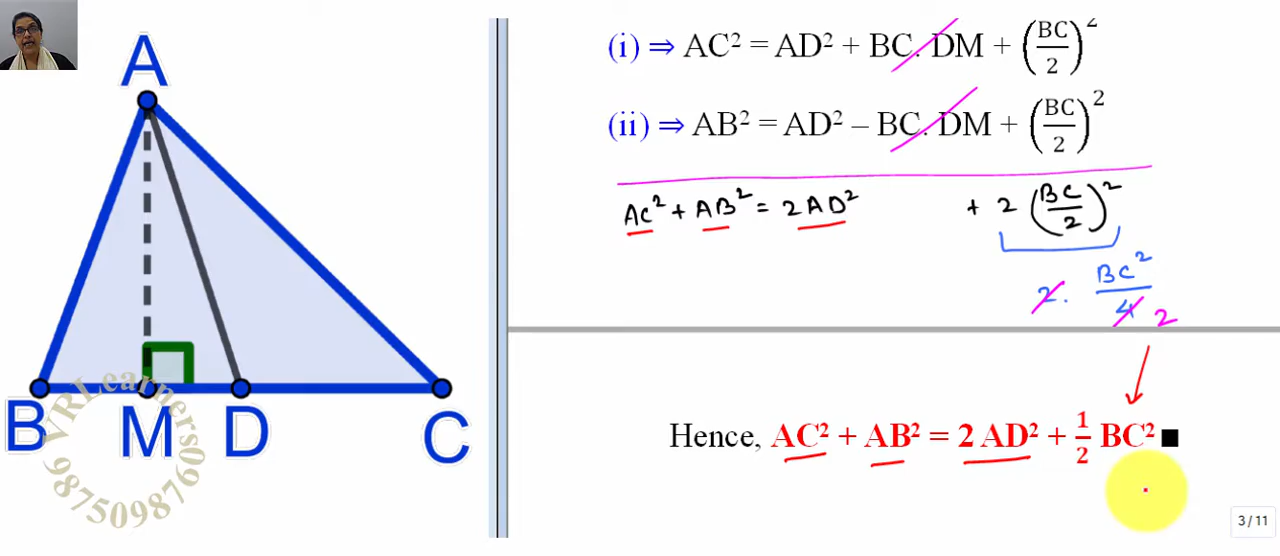 A
B M D C
VRLearners
9875098760
(i) ⇒ AC² = AD² + BC. DM + (BC/2)²
(ii) ⇒ AB² = AD² – BC. DM + (BC/2)²
AC² + AB² = 2AD² + 2 (BC/2)²
2. BC²/4 2
Hence, AC² + AB² = 2 AD² + 1/2 BC² ■
3 / 11